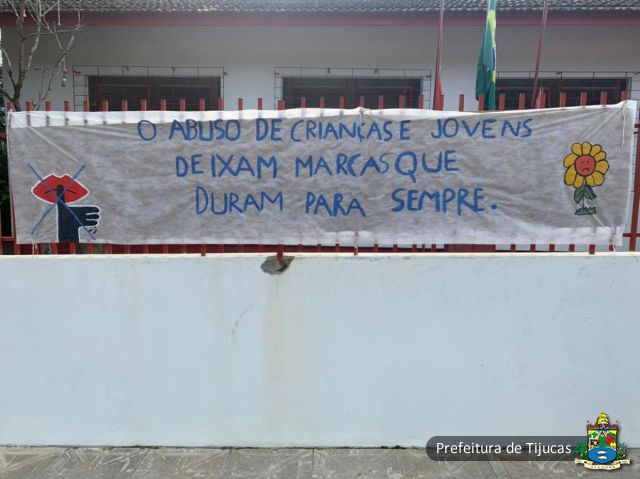 O ABUSO DE CRIANÇAS E JOVENS
DEIXAM MARCAS QUE
DURAM PARA SEMPRE.
Prefeitura de Tijucas